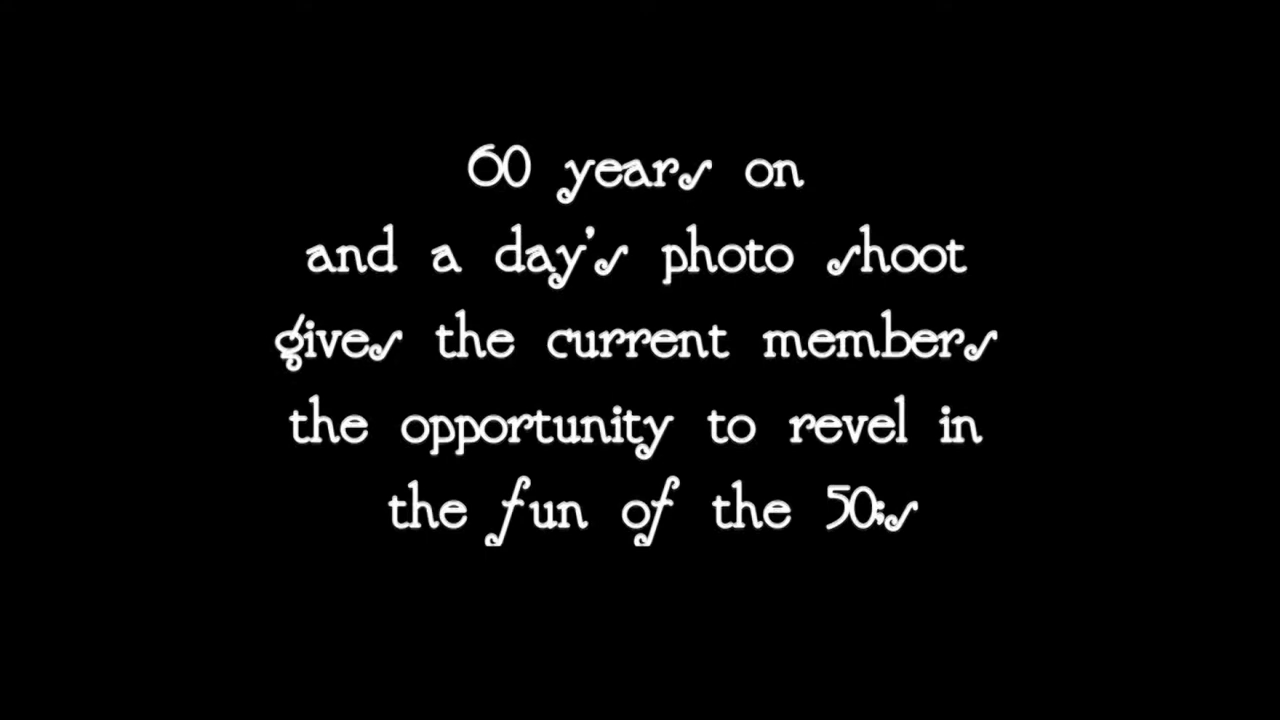 60 years on
and a day's photo shoot
gives the current members
the opportunity to revel in
the fun of the 50;s